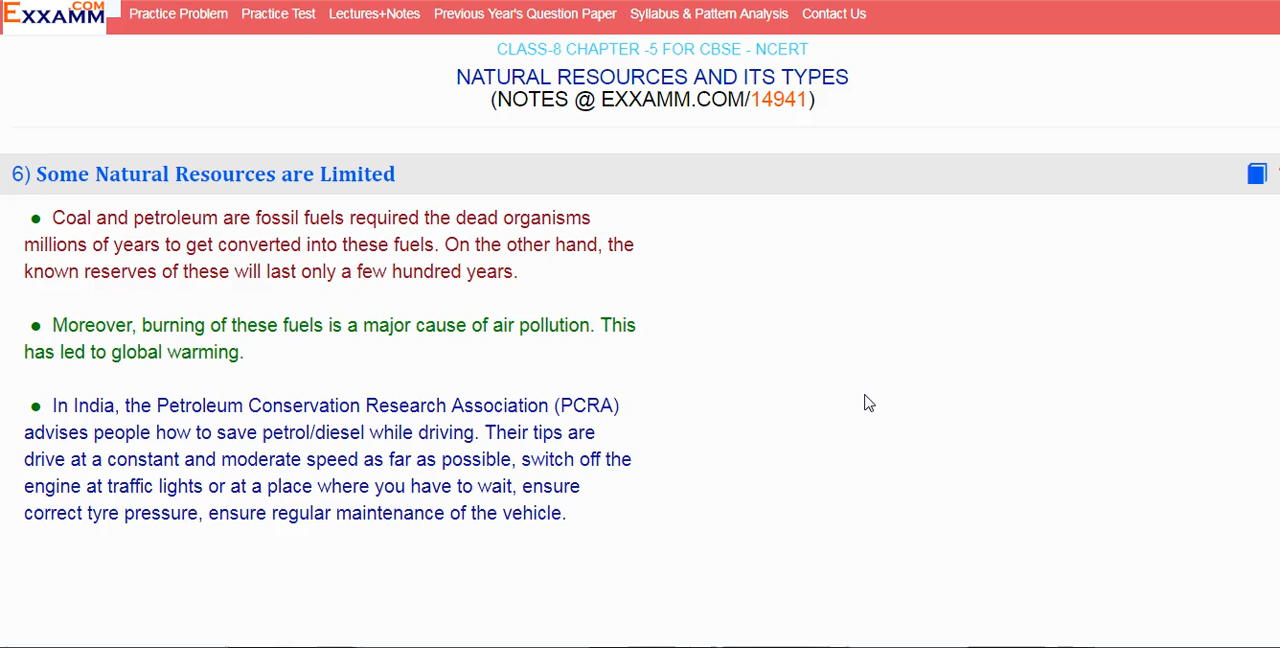 EXXAMM.COM
Practice Problem Practice Test Lectures+Notes Previous Year's Question Paper Syllabus & Pattern Analysis Contact Us
CLASS-8 CHAPTER -5 FOR CBSE - NCERT
NATURAL RESOURCES AND ITS TYPES
(NOTES @ EXXAMM.COM/14941)
6) Some Natural Resources are Limited
● Coal and petroleum are fossil fuels required the dead organisms
millions of years to get converted into these fuels. On the other hand, the
known reserves of these will last only a few hundred years.
● Moreover, burning of these fuels is a major cause of air pollution. This
has led to global warming.
● In India, the Petroleum Conservation Research Association (PCRA)
advises people how to save petrol/diesel while driving. Their tips are
drive at a constant and moderate speed as far as possible, switch off the
engine at traffic lights or at a place where you have to wait, ensure
correct tyre pressure, ensure regular maintenance of the vehicle.